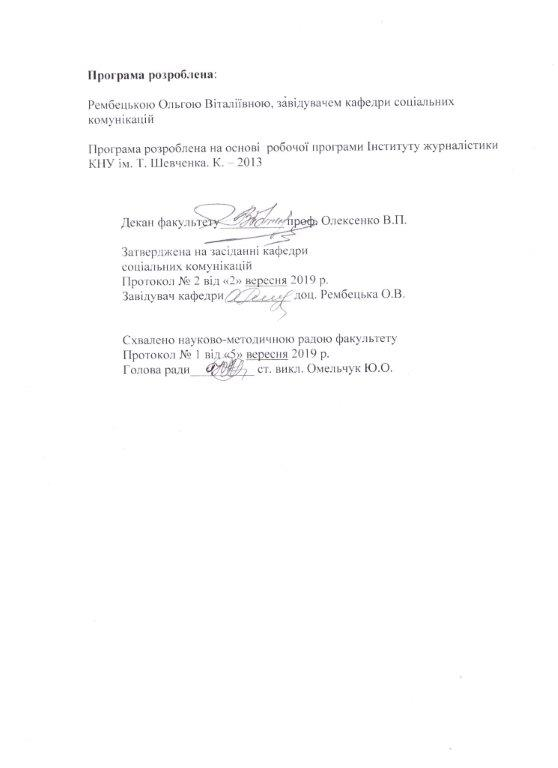 Програма розроблена:
Рембецькою Ольгою Віталіївною, завідувачем кафедри соціальних
комунікацій
Програма розроблена на основі робочої програми Інституту журналістики
КНУ ім. Т. Шевченка. К. – 2013
Декан факультету проф. Олексенко В.П.
Затверджена на засіданні кафедри
соціальних комунікацій
Протокол № 2 від «2» вересня 2019 р.
Завідувач кафедри доц. Рембецька О.В.
Схвалено науково-методичною радою факультету
Протокол № 1 від «5» вересня 2019 р.
Голова ради ст. викл. Омельчук Ю.О.